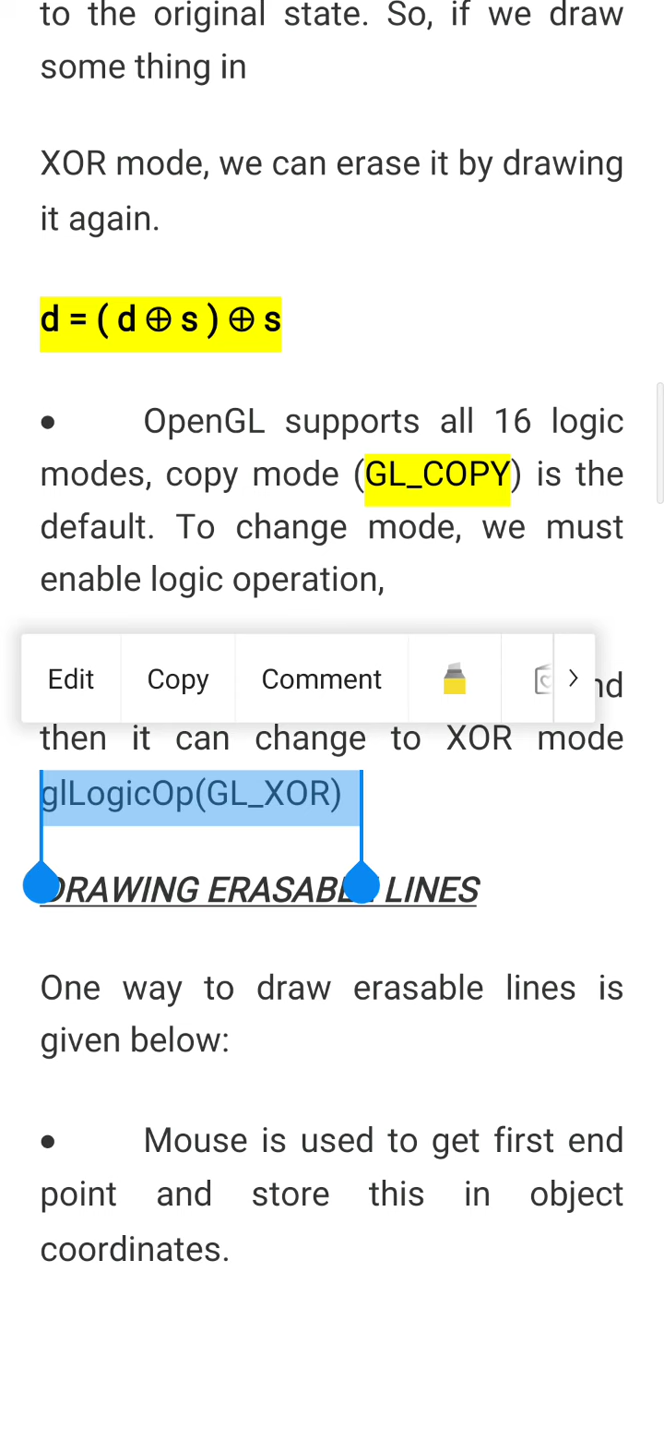 to the original state. So, if we draw
some thing in
XOR mode, we can erase it by drawing
it again.
d = ( d ⊕ s ) ⊕ s
● OpenGL supports all 16 logic
modes, copy mode (GL_COPY) is the
default. To change mode, we must
enable logic operation,
Edit Copy Comment
nd
then it can change to XOR mode
glLogicOp(GL_XOR)
DRAWING ERASABLE LINES
One way to draw erasable lines is
given below:
● Mouse is used to get first end
point and store this in object
coordinates.